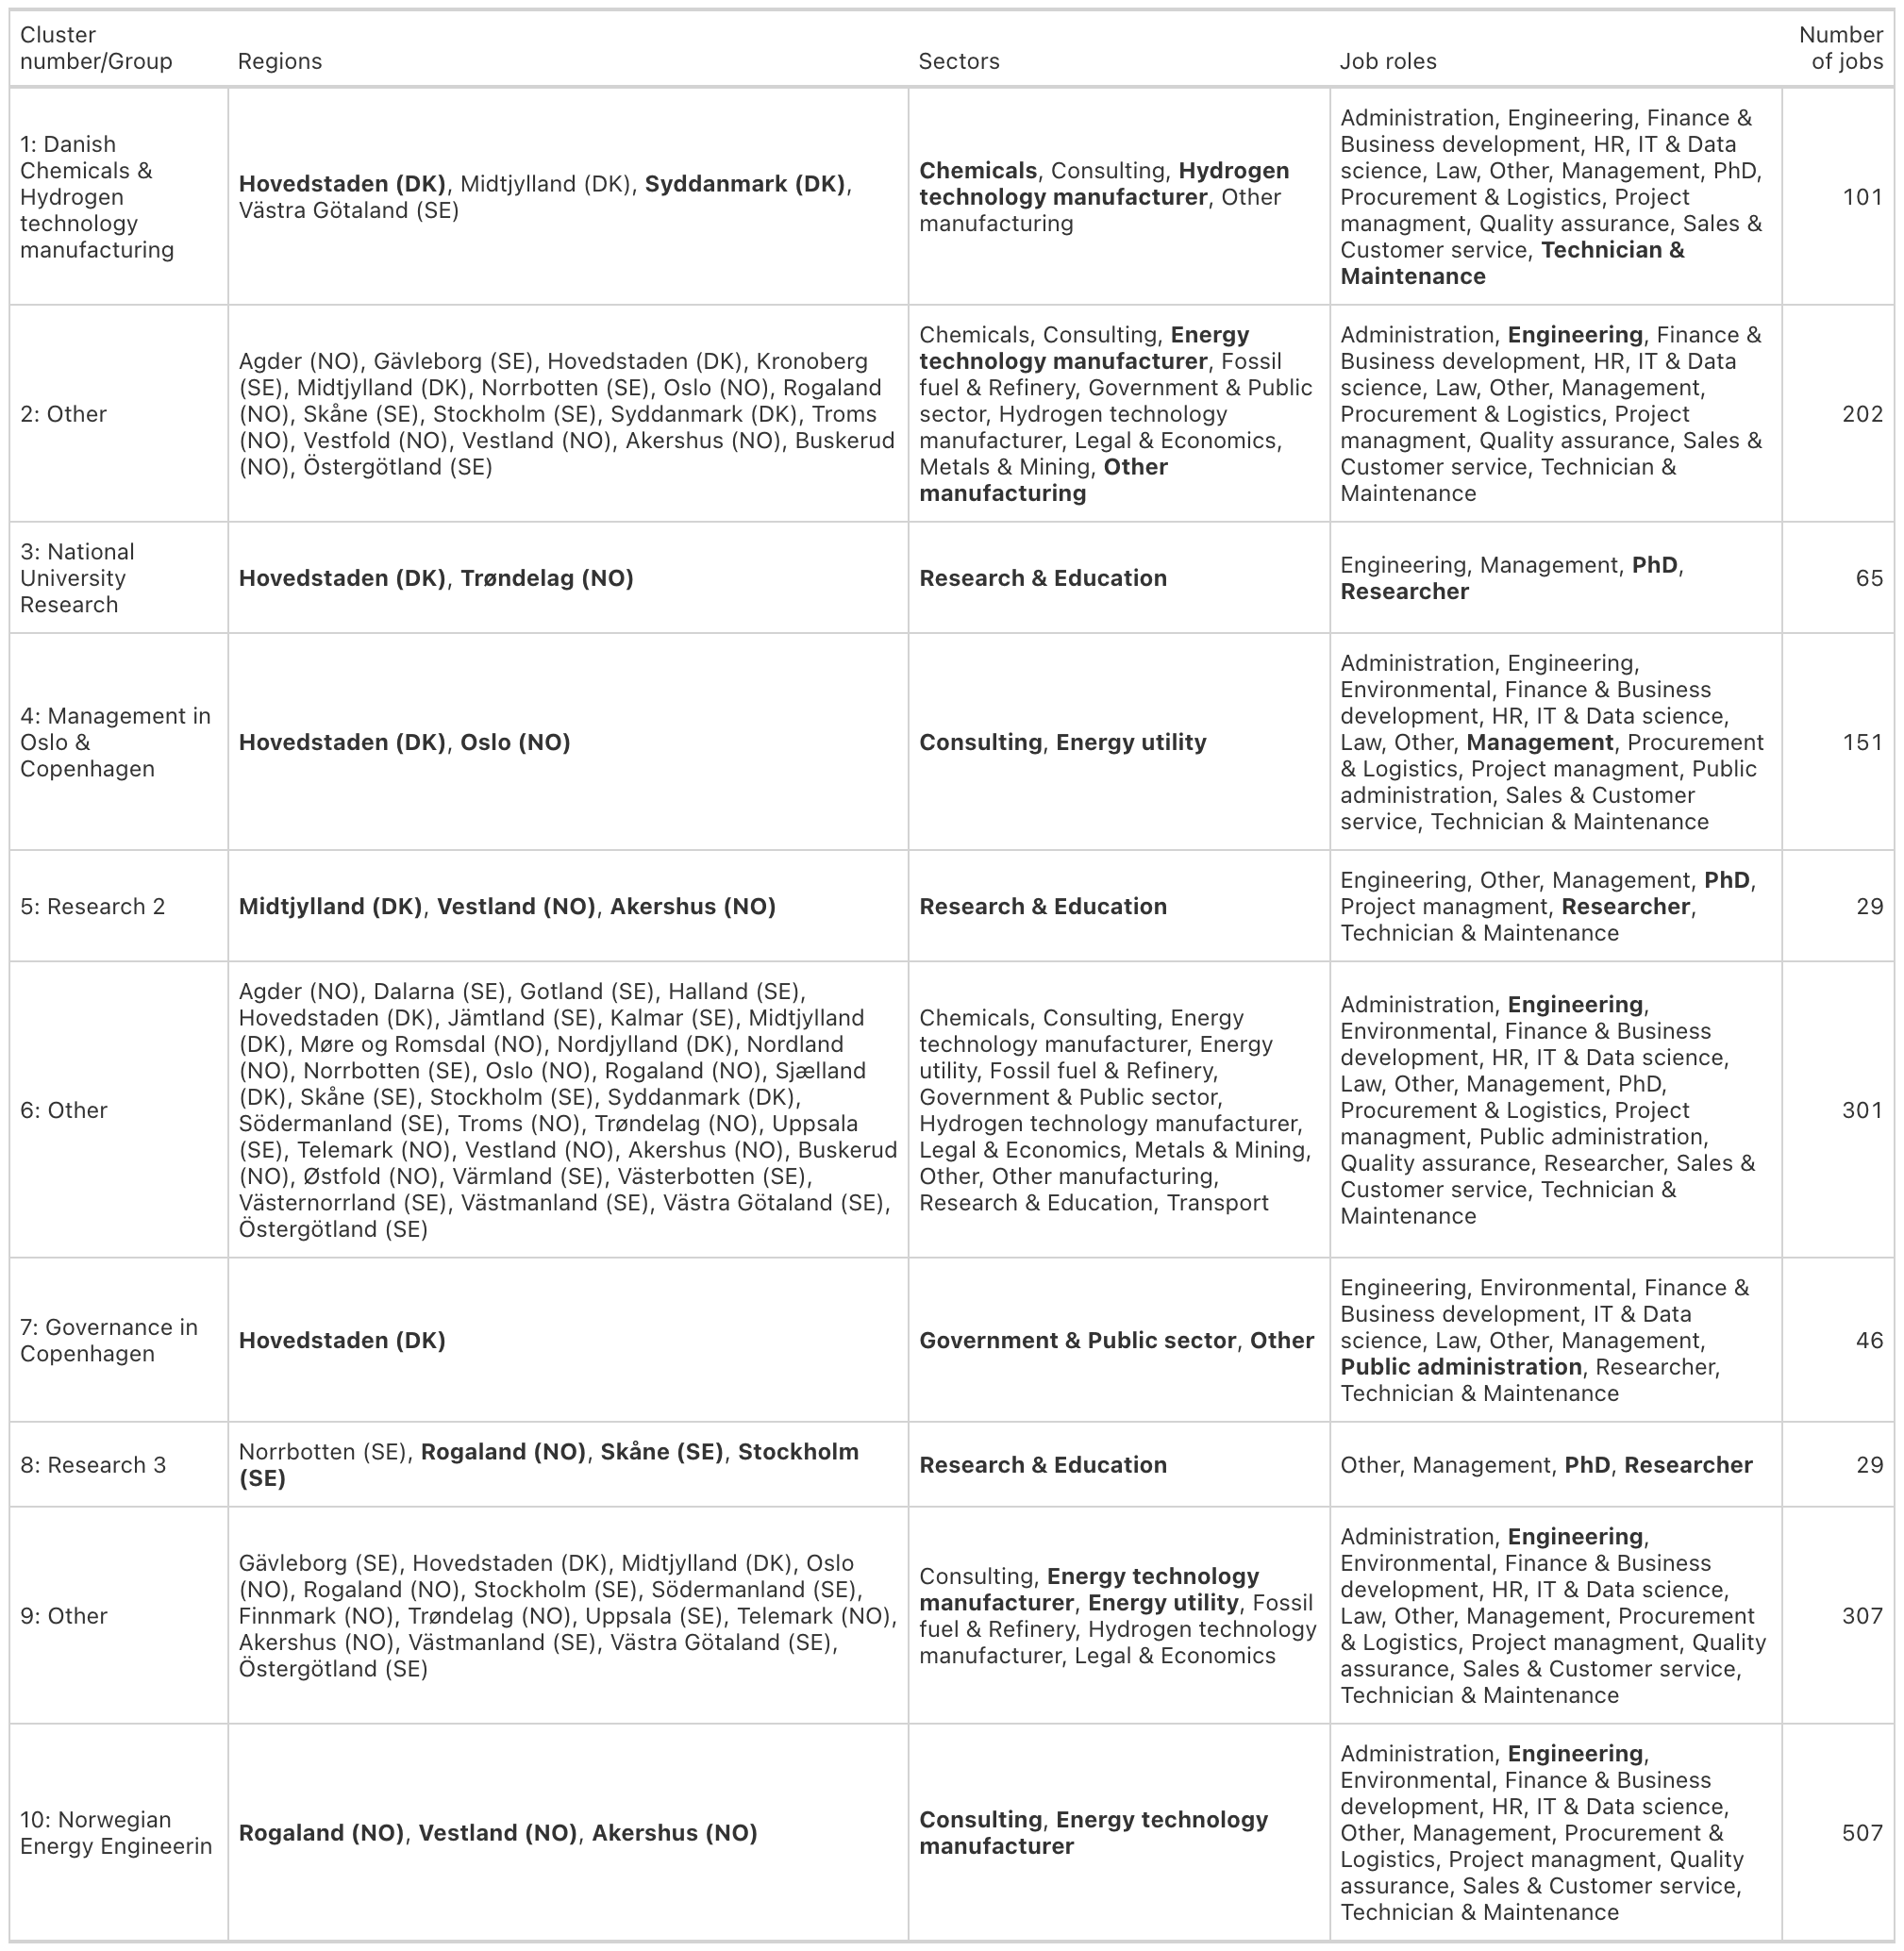 Cluster number/Group
Regions
Sectors
Job roles
Number of jobs
1: Danish
Chemicals &
Hydrogen
technology
manufacturing
Hovedstaden (DK), Midtjylland (DK), Syddanmark (DK),
Västra Götaland (SE)
Chemicals, Consulting, Hydrogen
technology manufacturer, Other
manufacturing
Administration, Engineering, Finance &
Business development, HR, IT & Data
science, Law, Other, Management, PhD,
Procurement & Logistics, Project
managment, Quality assurance, Sales &
Customer service, Technician &
Maintenance
101
2: Other
Agder (NO), Gävleborg (SE), Hovedstaden (DK), Kronoberg
(SE), Midtjylland (DK), Norrbotten (SE), Oslo (NO), Rogaland
(NO), Skåne (SE), Stockholm (SE), Syddanmark (DK), Troms
(NO), Vestfold (NO), Vestland (NO), Akershus (NO), Buskerud
(NO), Östergötland (SE)
Chemicals, Consulting, Energy
technology manufacturer, Fossil
fuel & Refinery, Government & Public
sector, Hydrogen technology
manufacturer, Legal & Economics,
Metals & Mining, Other
manufacturing
Administration, Engineering, Finance &
Business development, HR, IT & Data
science, Law, Other, Management,
Procurement & Logistics, Project
managment, Quality assurance, Sales &
Customer service, Technician &
Maintenance
202
3: National
University
Research
Hovedstaden (DK), Trøndelag (NO)
Research & Education
Engineering, Management, PhD,
Researcher
65
4: Management in
Oslo &
Copenhagen
Hovedstaden (DK), Oslo (NO)
Consulting, Energy utility
Administration, Engineering,
Environmental, Finance & Business
development, HR, IT & Data science,
Law, Other, Management, Procurement
& Logistics, Project managment, Public
administration, Sales & Customer
service, Technician & Maintenance
151
5: Research 2
Midtjylland (DK), Vestland (NO), Akershus (NO)
Research & Education
Engineering, Other, Management, PhD,
Project managment, Researcher,
Technician & Maintenance
29
6: Other
Agder (NO), Dalarna (SE), Gotland (SE), Halland (SE),
Hovedstaden (DK), Jämtland (SE), Kalmar (SE), Midtjylland
(DK), Møre og Romsdal (NO), Nordjylland (DK), Nordland
(NO), Norrbotten (SE), Oslo (NO), Rogaland (NO), Sjælland
(DK), Skåne (SE), Stockholm (SE), Syddanmark (DK),
Södermanland (SE), Troms (NO), Trøndelag (NO), Uppsala
(SE), Telemark (NO), Vestland (NO), Akershus (NO), Buskerud
(NO), Østfold (NO), Värmland (SE), Västerbotten (SE),
Västernorrland (SE), Västmanland (SE), Västra Götaland (SE),
Östergötland (SE)
Chemicals, Consulting, Energy
technology manufacturer, Energy
utility, Fossil fuel & Refinery,
Government & Public sector,
Hydrogen technology manufacturer,
Legal & Economics, Metals & Mining,
Other, Other manufacturing,
Research & Education, Transport
Administration, Engineering,
Environmental, Finance & Business
development, HR, IT & Data science,
Law, Other, Management, PhD,
Procurement & Logistics, Project
managment, Public administration,
Quality assurance, Researcher, Sales &
Customer service, Technician &
Maintenance
301
7: Governance in
Copenhagen
Hovedstaden (DK)
Government & Public sector, Other
Engineering, Environmental, Finance &
Business development, IT & Data
science, Law, Other, Management,
Public administration, Researcher,
Technician & Maintenance
46
8: Research 3
Norrbotten (SE), Rogaland (NO), Skåne (SE), Stockholm
(SE)
Research & Education
Other, Management, PhD, Researcher
29
9: Other
Gävleborg (SE), Hovedstaden (DK), Midtjylland (DK), Oslo
(NO), Rogaland (NO), Stockholm (SE), Södermanland (SE),
Finnmark (NO), Trøndelag (NO), Uppsala (SE), Telemark (NO),
Akershus (NO), Västmanland (SE), Västra Götaland (SE),
Östergötland (SE)
Consulting, Energy technology
manufacturer, Energy utility, Fossil
fuel & Refinery, Hydrogen technology
manufacturer, Legal & Economics
Administration, Engineering,
Environmental, Finance & Business
development, HR, IT & Data science,
Law, Other, Management, Procurement
& Logistics, Project managment, Quality
assurance, Sales & Customer service,
Technician & Maintenance
307
10: Norwegian
Energy Engineerin
Rogaland (NO), Vestland (NO), Akershus (NO)
Consulting, Energy technology
manufacturer
Administration, Engineering,
Environmental, Finance & Business
development, HR, IT & Data science,
Other, Management, Procurement &
Logistics, Project managment, Quality
assurance, Sales & Customer service,
Technician & Maintenance
507